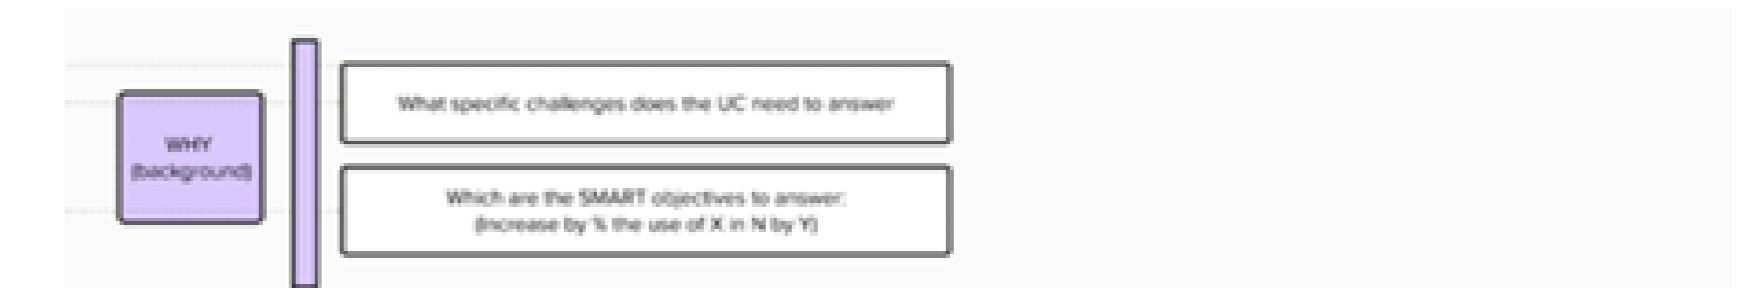 WHY
(background)
What specific challenges does the UC need to answer
Which are the SMART objectives to answer:
(Increase by % the use of X in N by Y)